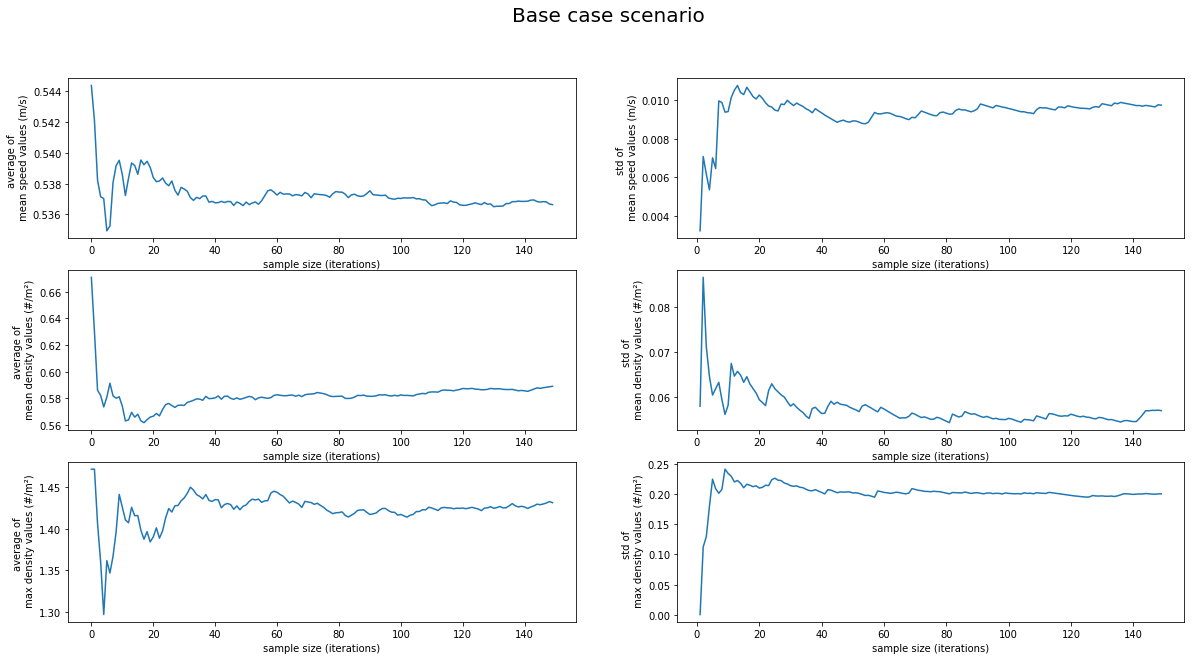 Base case scenario
average of
mean speed values (m/s)
0.544
0.542
0.540
0.538
0.536
0 20 40 60 80 100 120 140
sample size (iterations)
std of
mean speed values (m/s)
0.010
0.008
0.006
0.004
0 20 40 60 80 100 120 140
sample size (iterations)
average of
mean density values (#/m²)
0.66
0.64
0.62
0.60
0.58
0.56
0 20 40 60 80 100 120 140
sample size (iterations)
std of
mean density values (#/m²)
0.08
0.07
0.06
0 20 40 60 80 100 120 140
sample size (iterations)
average of
max density values (#/m²)
1.45
1.40
1.35
1.30
0 20 40 60 80 100 120 140
sample size (iterations)
std of
max density values (#/m²)
0.25
0.20
0.15
0.10
0.05
0.00
0 20 40 60 80 100 120 140
sample size (iterations)